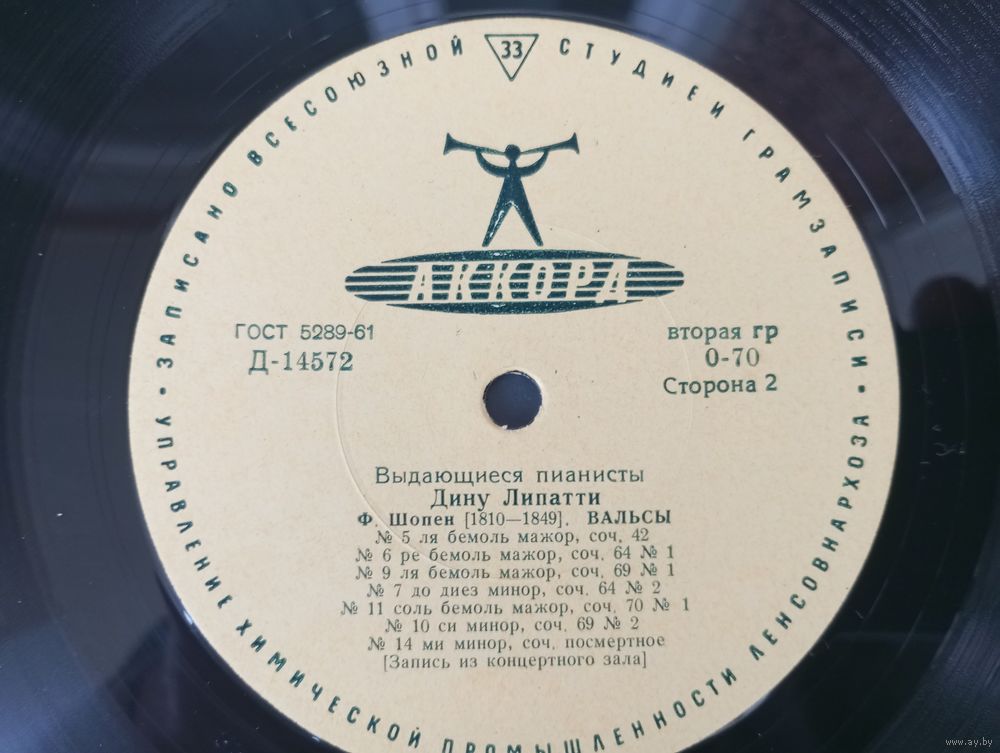 ЗАПИСАНО ВСЕСОЮЗНОЙ 33 СТУДИЕЙ ГРАМЗАПИСИ
АККОРД
ГОСТ 5289-61
Д-14572
вторая гр
0-70
Сторона 2
Выдающиеся пианисты
Дину Липатти
Ф. Шопен [1810—1849]. ВАЛЬСЫ
№ 5 ля бемоль мажор, соч. 42
№ 6 ре бемоль мажор, соч. 64 № 1
№ 9 ля бемоль мажор, соч. 69 № 1
№ 7 до диез минор, соч. 64 № 2
№ 11 соль бемоль мажор, соч. 70 № 1
№ 10 си минор, соч. 69 № 2
№ 14 ми минор, соч. посмертное
[Запись из концертного зала]
УПРАВЛЕНИЕ ХИМИЧЕСКОЙ ПРОМЫШЛЕННОСТИ ЛЕНСОВНАРХОЗА
www.ay.by